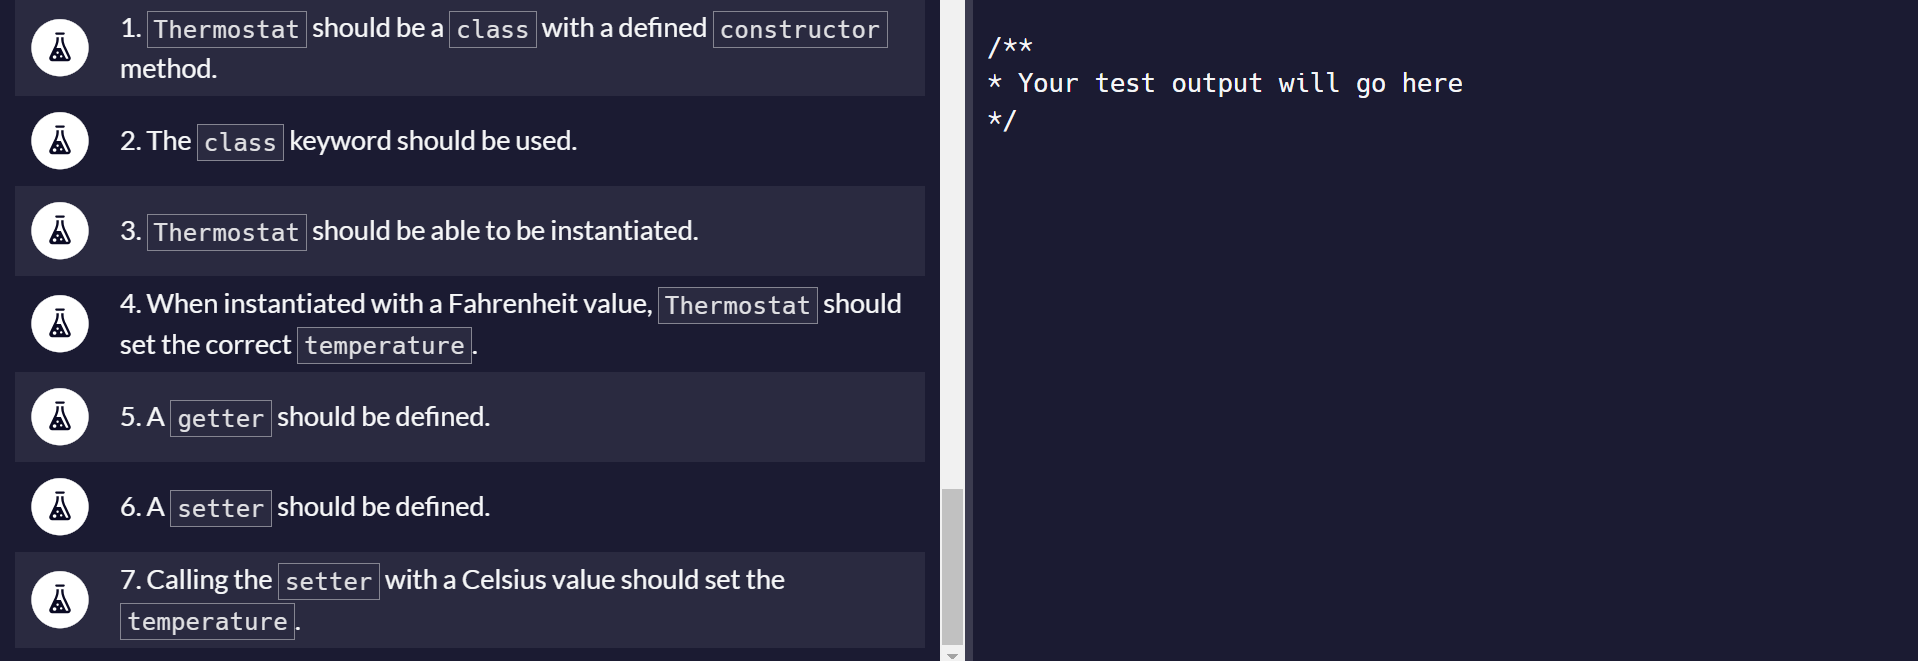 1. Thermostat should be a class with a defined constructor
method.
2. The class keyword should be used.
3. Thermostat should be able to be instantiated.
4. When instantiated with a Fahrenheit value, Thermostat should
set the correct temperature.
5. A getter should be defined.
6. A setter should be defined.
7. Calling the setter with a Celsius value should set the
temperature.
/**
* Your test output will go here
*/